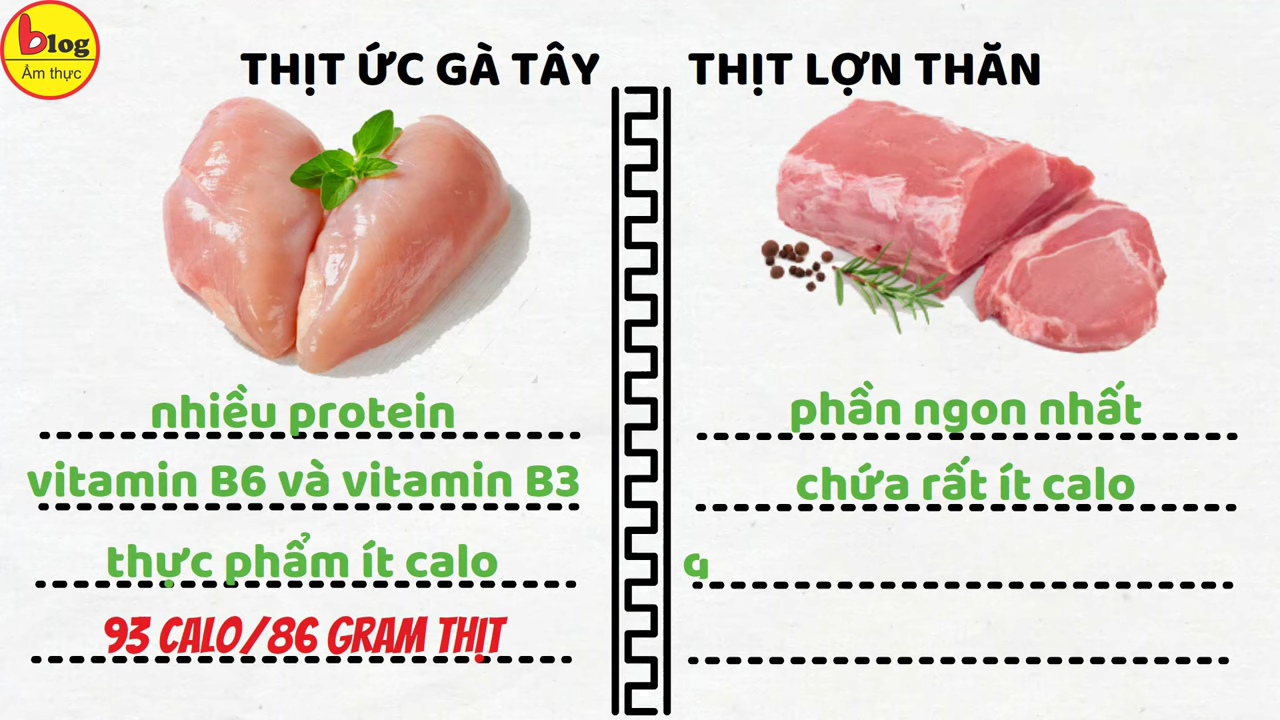 blog
Ẩm thực
THỊT ỨC GÀ TÂY
nhiều protein
vitamin B6 và vitamin B3
thực phẩm ít calo
93 CALO/86 GRAM THỊT
THỊT LỢN THĂN
phần ngon nhất
chứa rất ít calo